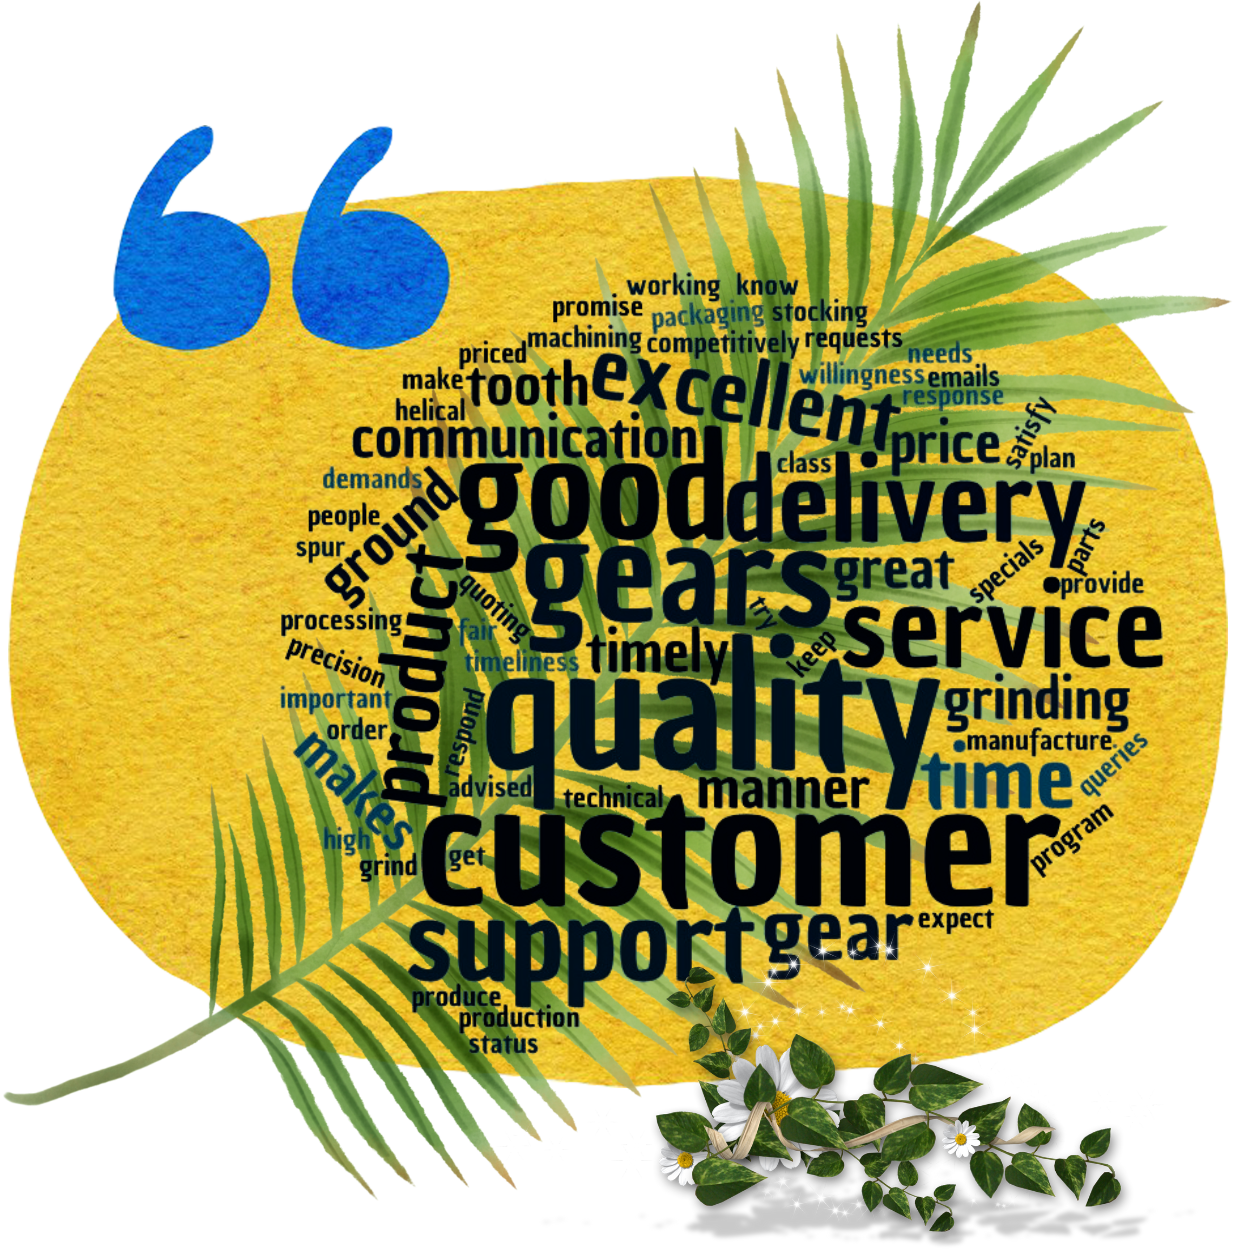 working know
promise packaging stocking
machining competitively requests
priced needs
make tooth excellent willingness emails
helical response
communication price satisfy
class plan
demands ground good delivery
people
spur parts
gears great specials
product quoting try provide
processing fair service
precision timeliness timely keep
important quality grinding
order respond
makes manufacture
advised technical manner time queries
high customer program
grind get
support gear expect
produce
production
status